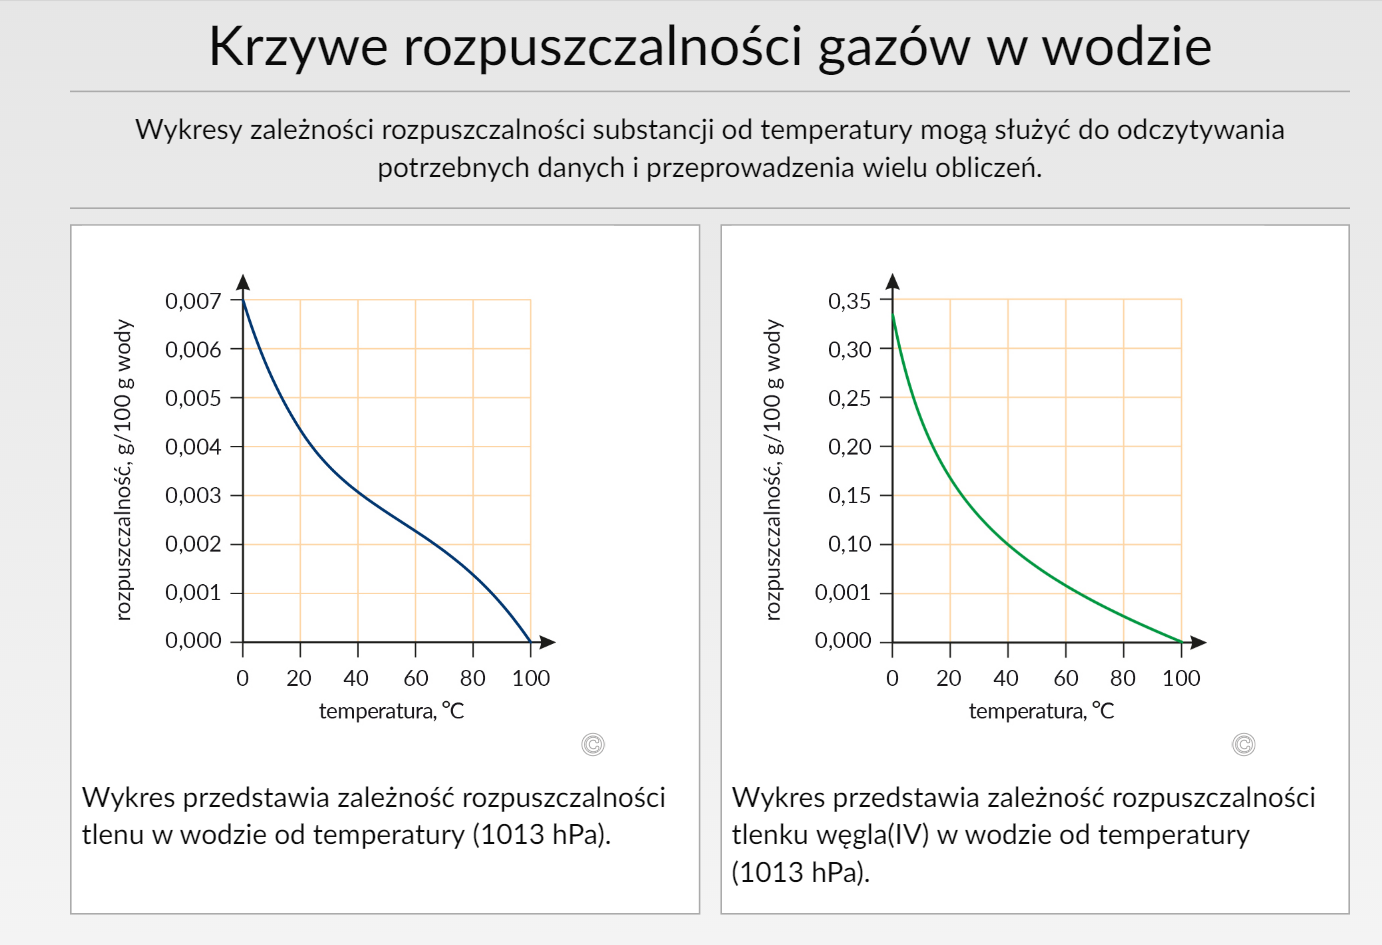 Krzywe rozpuszczalności gazów w wodzie
Wykresy zależności rozpuszczalności substancji od temperatury mogą służyć do odczytywania
potrzebnych danych i przeprowadzenia wielu obliczeń.
rozpuszczalność, g/100 g wody
0,007
0,006
0,005
0,004
0,003
0,002
0,001
0,000
0 20 40 60 80 100
temperatura, °C
©
Wykres przedstawia zależność rozpuszczalności
tlenu w wodzie od temperatury (1013 hPa).
rozpuszczalność, g/100 g wody
0,35
0,30
0,25
0,20
0,15
0,10
0,001
0,000
0 20 40 60 80 100
temperatura, °C
©
Wykres przedstawia zależność rozpuszczalności
tlenku węgla(IV) w wodzie od temperatury
(1013 hPa).